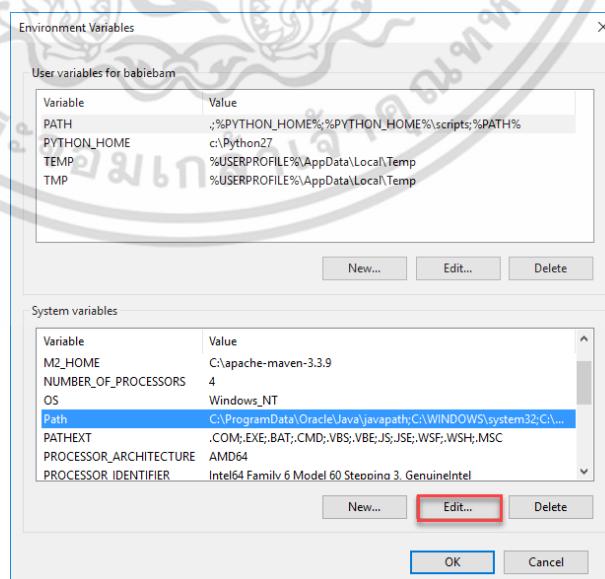 Environment Variables
User variables for babiebam
Variable Value
PATH .;%PYTHON_HOME%;%PYTHON_HOME%\scripts;%PATH%
PYTHON_HOME c:\Python27
TEMP %USERPROFILE%\AppData\Local\Temp
TMP %USERPROFILE%\AppData\Local\Temp
New... Edit... Delete
System variables
Variable Value
M2_HOME C:\apache-maven-3.3.9
NUMBER_OF_PROCESSORS 4
OS Windows_NT
Path C:\ProgramData\Oracle\Java\javapath;C:\WINDOWS\system32;C:\...
PATHEXT .COM;.EXE;.BAT;.CMD;.VBS;.VBE;.JS;.JSE;.WSF;.WSH;.MSC
PROCESSOR_ARCHITECTURE AMD64
PROCESSOR IDENTIFIER Intel64 Family 6 Model 60 Stepping 3. GenuineIntel
New... Edit... Delete
OK Cancel